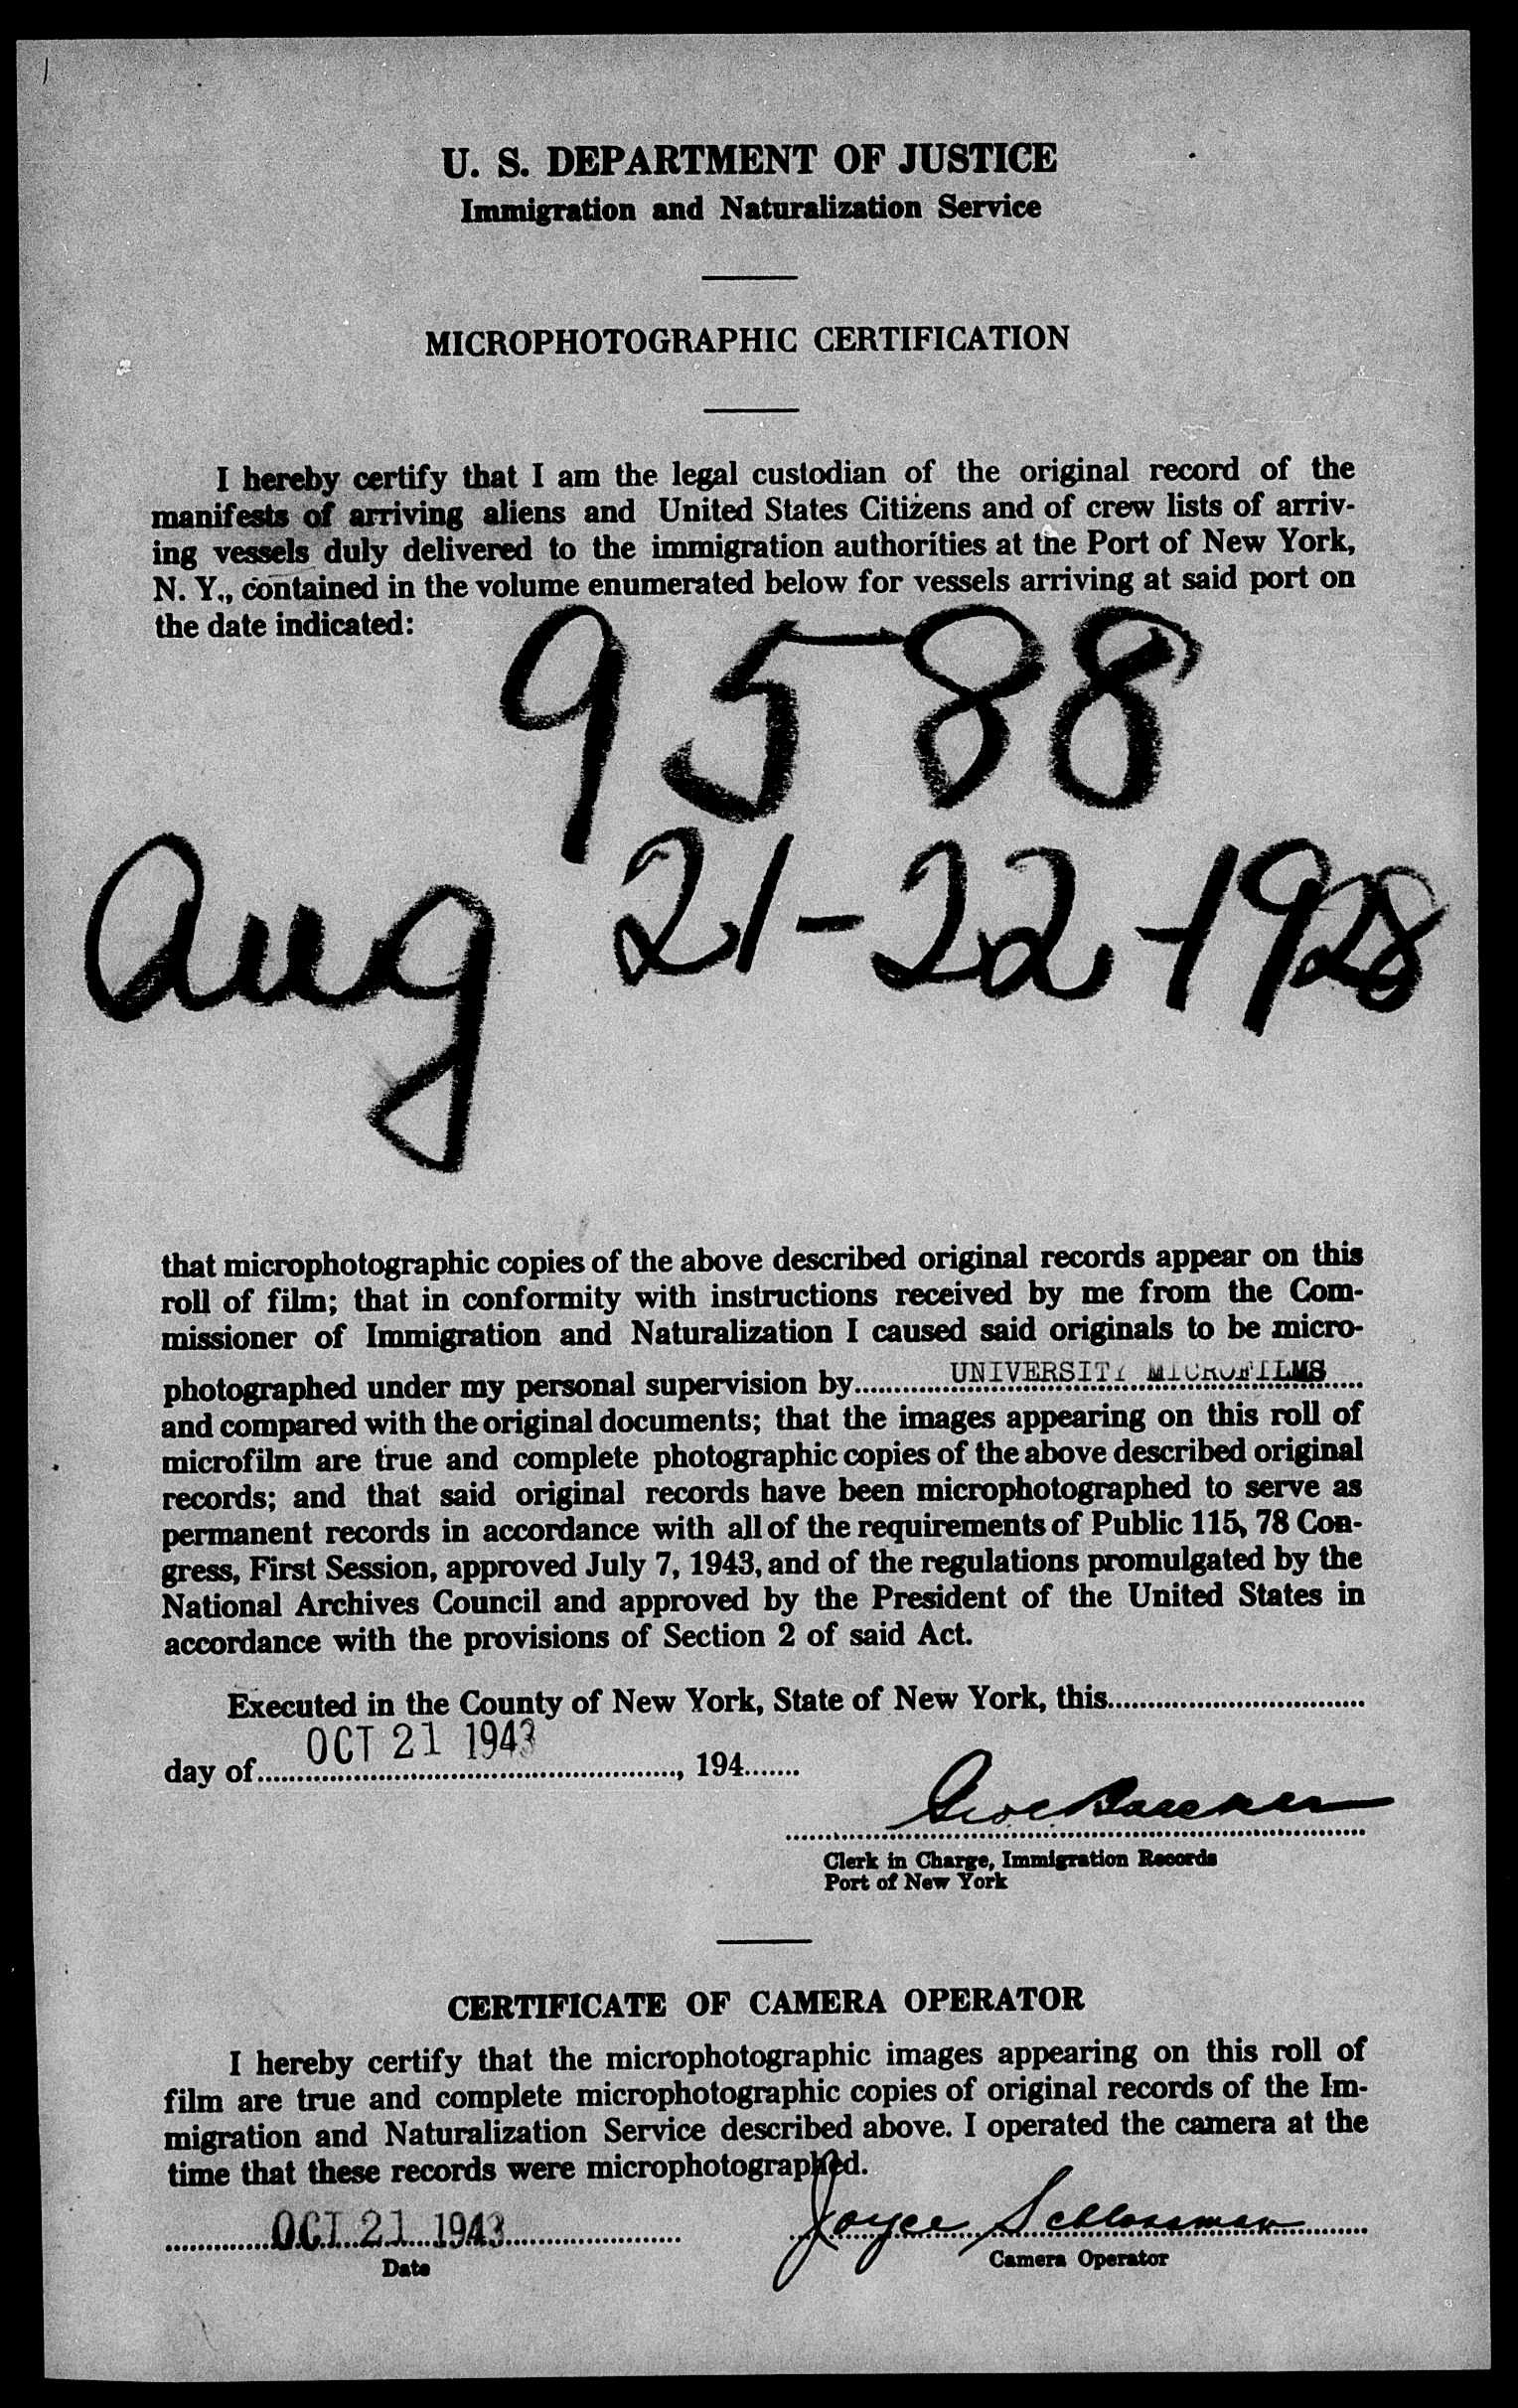 U. S. DEPARTMENT OF JUSTICE
Immigration and Naturalization Service
MICROPHOTOGRAPHIC CERTIFICATION
I hereby certify that I am the legal custodian of the original record of the
manifests of arriving aliens and United States Citizens and of crew lists of arriv-
ing vessels duly delivered to the immigration authorities at the Port of New York,
N. Y., contained in the volume enumerated below for vessels arriving at said port on
the date indicated:
9588
Aug 21-22-1928
that microphotographic copies of the above described original records appear on this
roll of film; that in conformity with instructions received by me from the Com-
missioner of Immigration and Naturalization I caused said originals to be micro-
photographed under my personal supervision by UNIVERSITY MICROFILMS
and compared with the original documents; that the images appearing on this roll of
microfilm are true and complete photographic copies of the above described original
records; and that said original records have been microphotographed to serve as
permanent records in accordance with all of the requirements of Public 115, 78 Con-
gress, First Session, approved July 7, 1943, and of the regulations promulgated by the
National Archives Council and approved by the President of the United States in
accordance with the provisions of Section 2 of said Act.
Executed in the County of New York, State of New York, this
day of OCT 21 1943, 194
Clerk in Charge, Immigration Records
Port of New York
CERTIFICATE OF CAMERA OPERATOR
I hereby certify that the microphotographic images appearing on this roll of
film are true and complete microphotographic copies of original records of the Im-
migration and Naturalization Service described above. I operated the camera at the
time that these records were microphotographed.
OCT 21 1943 Joyce Schlossman
Date Camera Operator